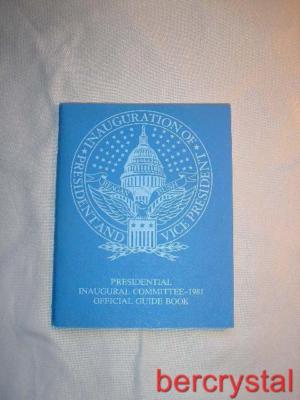 INAUGURATION OF PRESIDENT AND VICE PRESIDENT
PRESIDENTIAL
INAUGURAL COMMITTEE-1981
OFFICIAL GUIDE BOOK
bercrystal